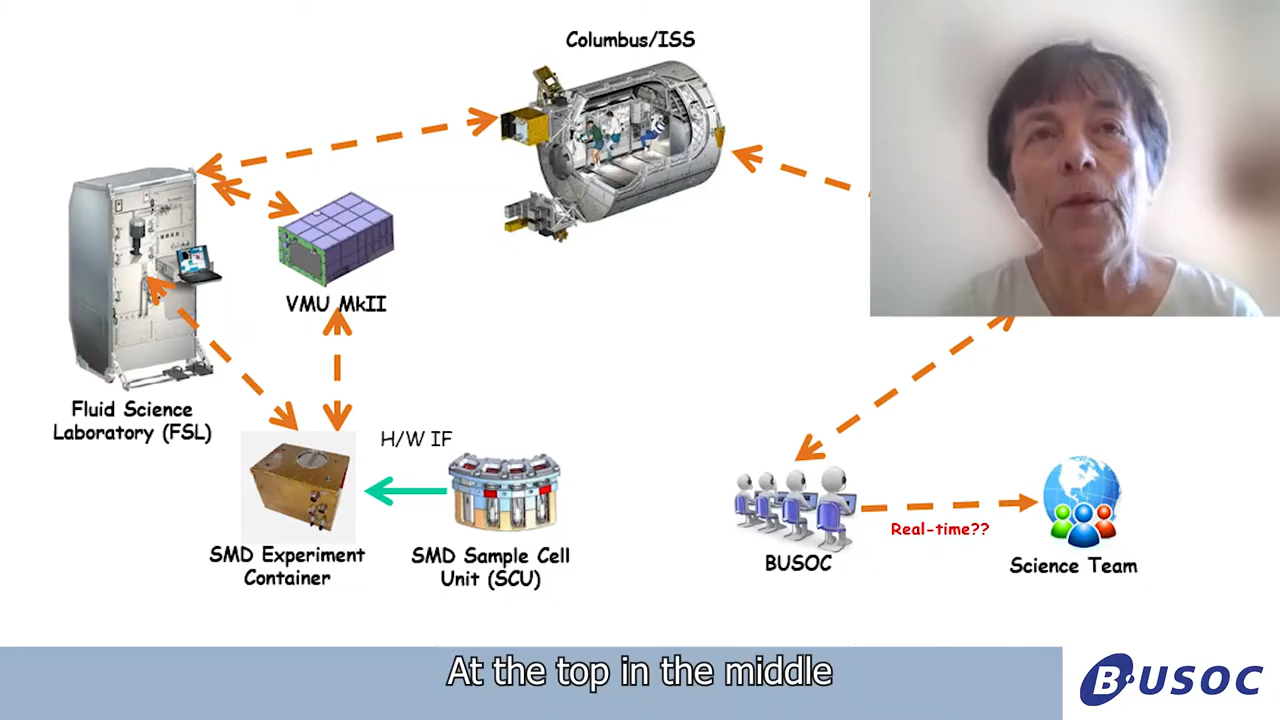 Columbus/ISS
VMU MkII
Fluid Science
Laboratory (FSL)
H/W IF
SMD Experiment
Container
SMD Sample Cell
Unit (SCU)
BUSOC
Real-time??
Science Team
At the top in the middle
B.USOC